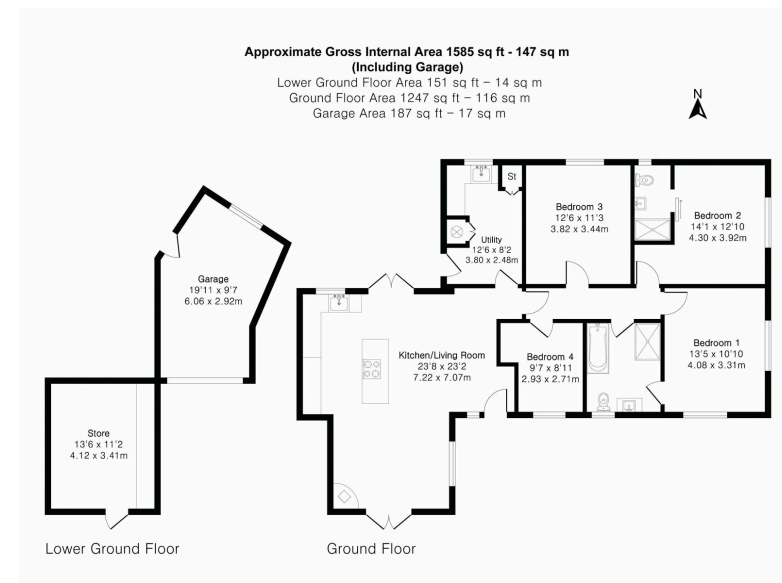 Approximate Gross Internal Area 1585 sq ft - 147 sq m
(Including Garage)
Lower Ground Floor Area 151 sq ft – 14 sq m
Ground Floor Area 1247 sq ft – 116 sq m
Garage Area 187 sq ft – 17 sq m
N
St
Bedroom 3
12'6 x 11'3
3.82 x 3.44m
Bedroom 2
14'1 x 12'10
4.30 x 3.92m
Utility
12'6 x 8'2
3.80 x 2.48m
Garage
19'11 x 9'7
6.06 x 2.92m
Kitchen/Living Room
23'8 x 23'2
7.22 x 7.07m
Bedroom 4
9'7 x 8'11
2.93 x 2.71m
Bedroom 1
13'5 x 10'10
4.08 x 3.31m
Store
13'6 x 11'2
4.12 x 3.41m
Lower Ground Floor
Ground Floor